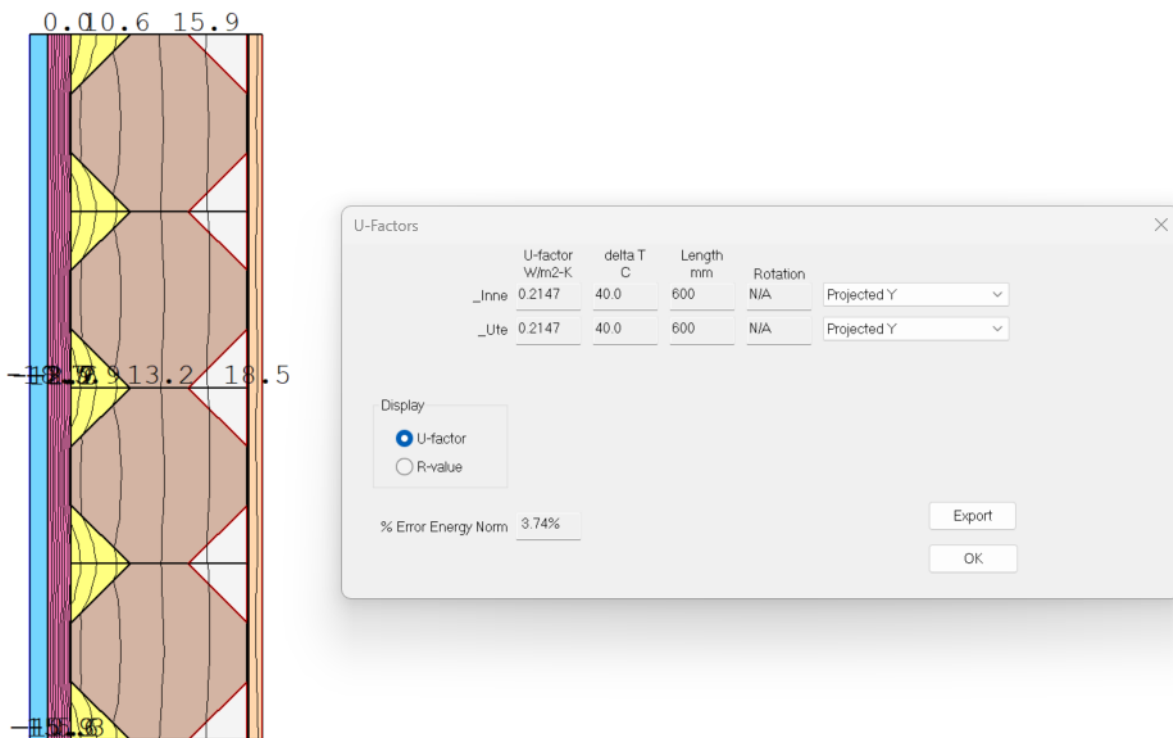 0.0 10.6 15.9
13.2 18.5
U-Factors
U-factor delta T Length
W/m2-K C mm Rotation
_Inne 0.2147 40.0 600 N/A Projected Y
_Ute 0.2147 40.0 600 N/A Projected Y
Display
U-factor
R-value
% Error Energy Norm 3.74%
Export
OK